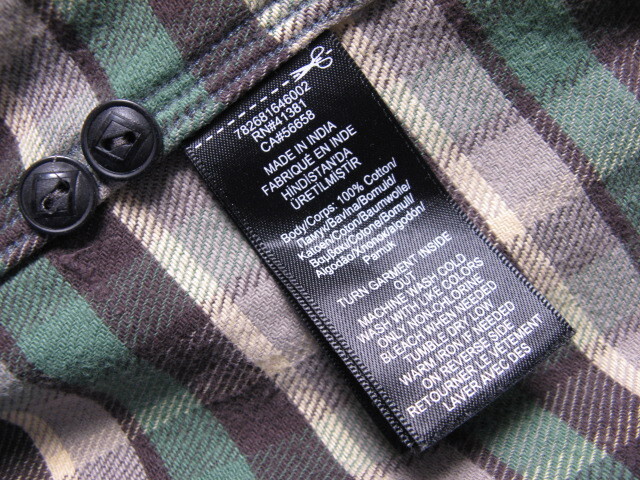 782681646002
RN#41381
CA#56658
MADE IN INDIA
FABRIQUÉ EN INDE
HİNDİSTAN'DA
ÜRETİLMİŞTİR
Body/Corps: 100% Cotton/
Памук/Bavlna/Bomuld/
Katoen/Coton/Baumwolle/
Βαμβάκι/Cotone/Bomull/
Algodão/Хлопок/algodón/
Pamuk
TURN GARMENT INSIDE
OUT
MACHINE WASH COLD
WASH WITH LIKE COLORS
ONLY NON-CHLORINE
BLEACH WHEN NEEDED
TUMBLE DRY LOW
WARM IRON IF NEEDED
ON REVERSE SIDE
RETOURNER LE VÊTEMENT
LAVER AVEC DES